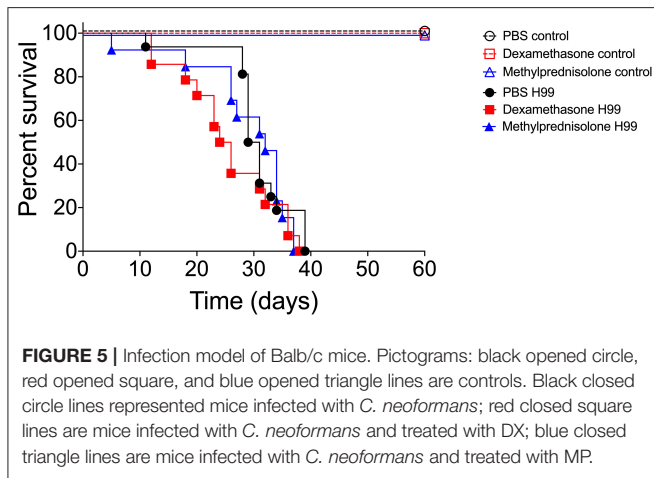 Percent survival
100
80
60
40
20
0
0 10 20 30 40 50 60
Time (days)
PBS control
Dexamethasone control
Methylprednisolone control
PBS H99
Dexamethasone H99
Methylprednisolone H99
FIGURE 5 | Infection model of Balb/c mice. Pictograms: black opened circle,
red opened square, and blue opened triangle lines are controls. Black closed
circle lines represented mice infected with C. neoformans; red closed square
lines are mice infected with C. neoformans and treated with DX; blue closed
triangle lines are mice infected with C. neoformans and treated with MP.